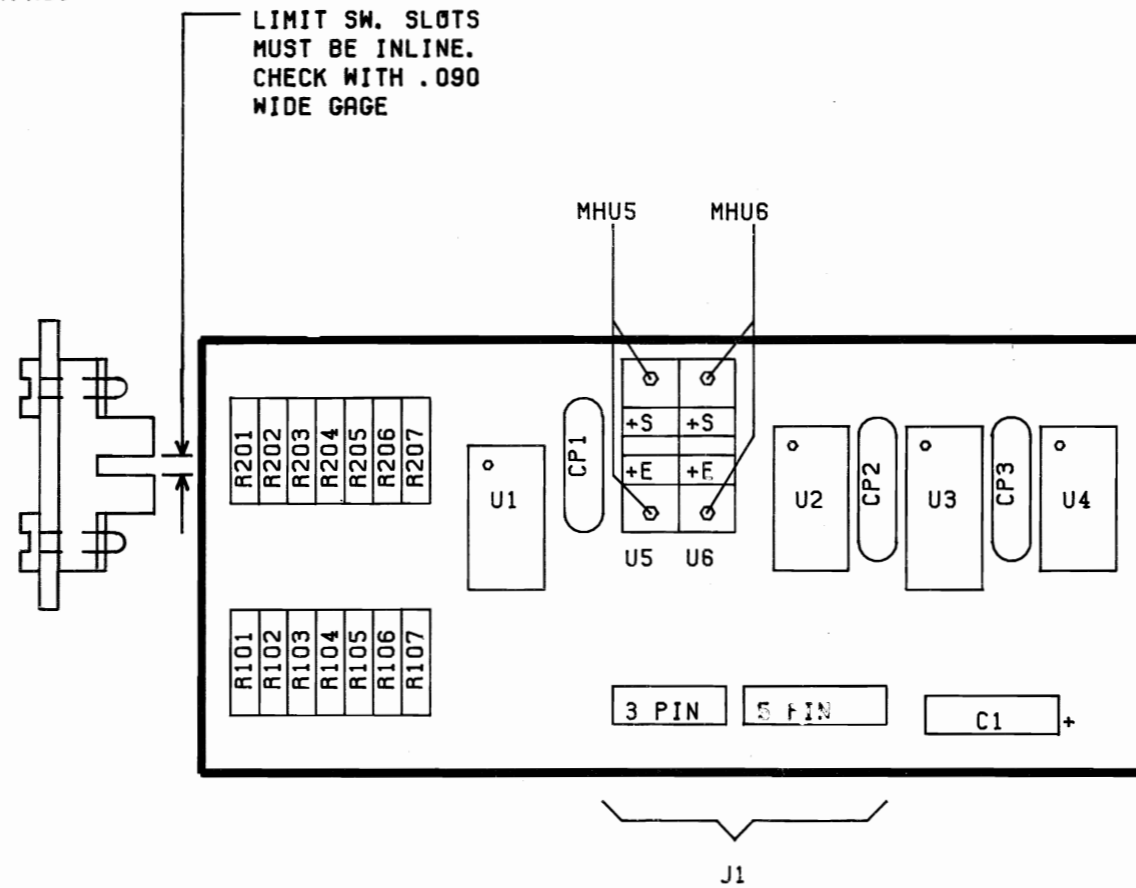 LIMIT SW. SLOTS
MUST BE INLINE.
CHECK WITH .090
WIDE GAGE
MHU5 MHU6
R201 R202 R203 R204 R205 R206 R207
U1
CP1
+S +S
+E +E
U5 U6
U2
CP2
U3
CP3
U4
R101 R102 R103 R104 R105 R106 R107
3 PIN
5 PIN
C1 +
J1